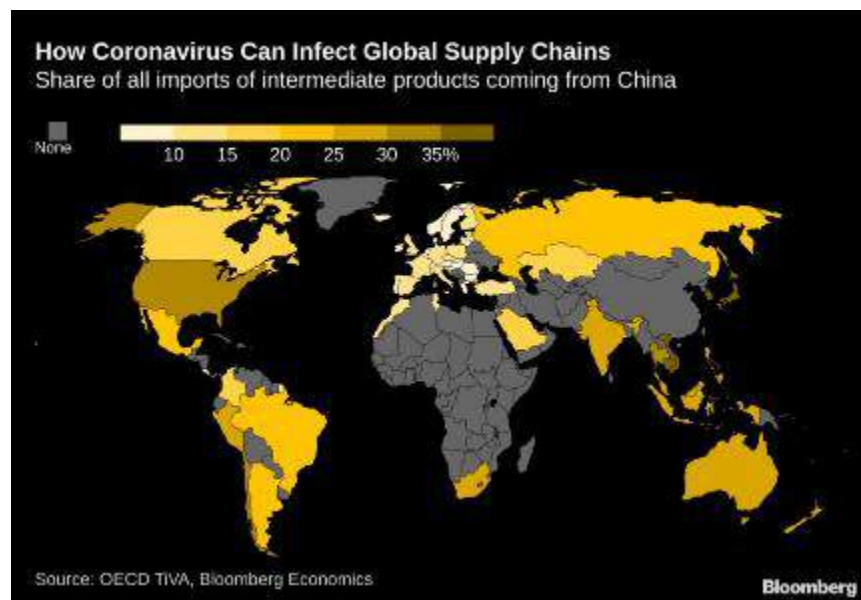 How Coronavirus Can Infect Global Supply Chains
Share of all imports of intermediate products coming from China
None
10 15 20 25 30 35%
Source: OECD TiVA, Bloomberg Economics
Bloomberg